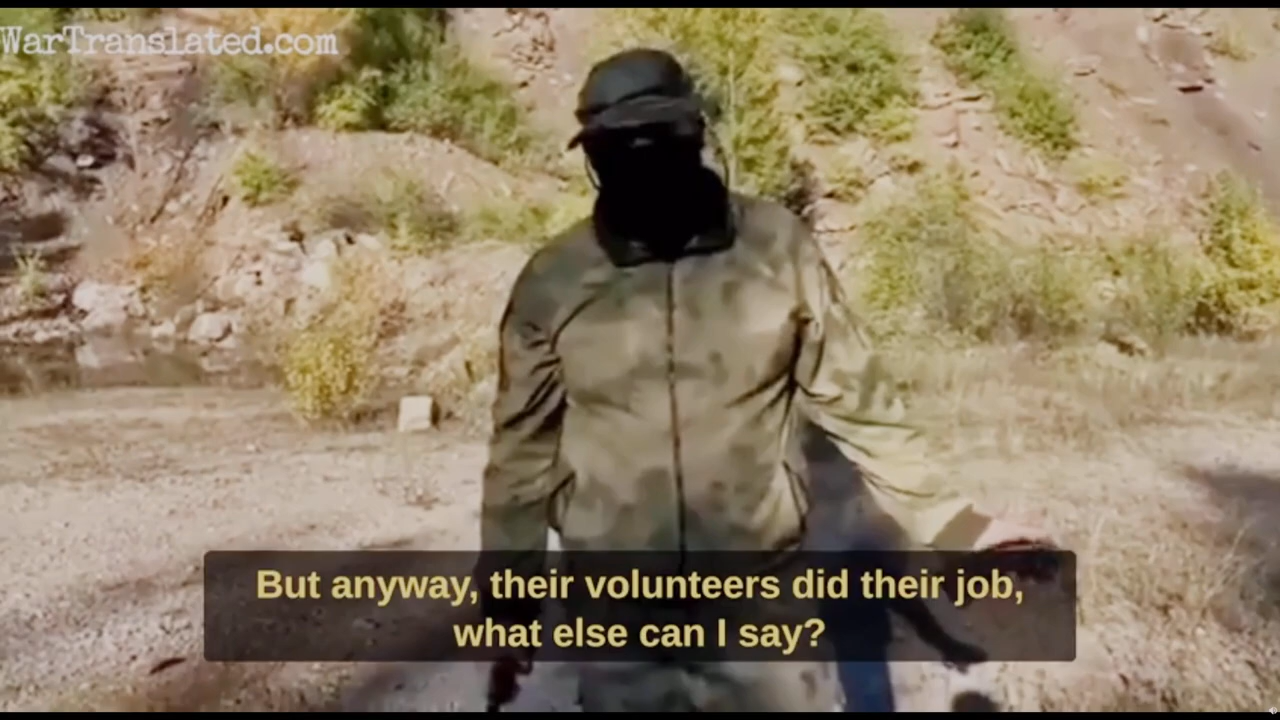 WarTranslated.com
But anyway, their volunteers did their job,
what else can I say?